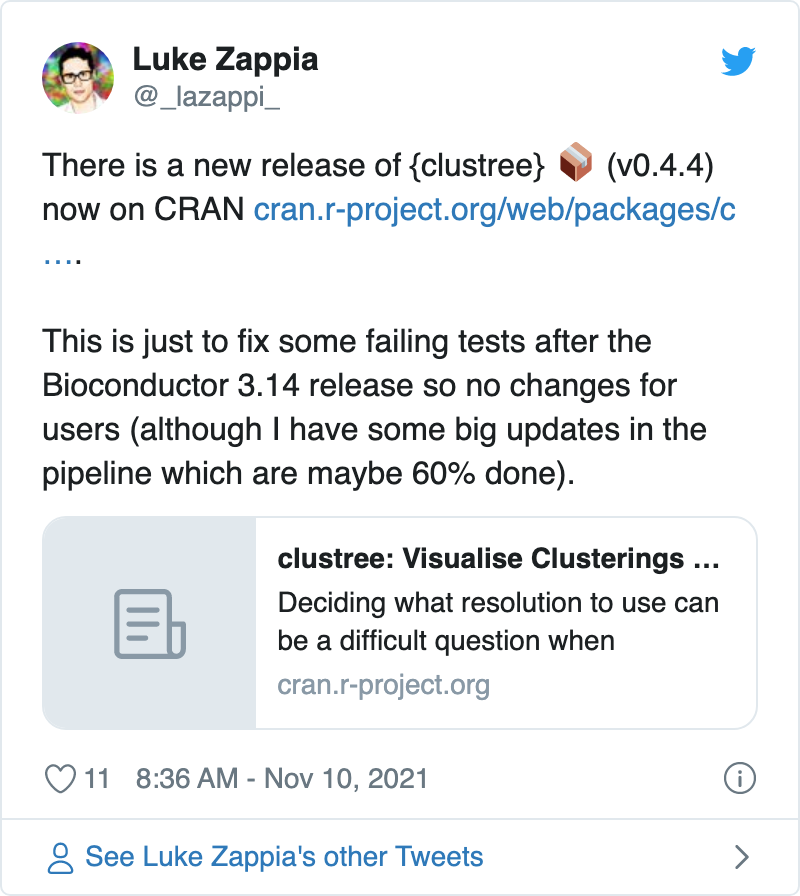 Luke Zappia
@_lazappi_
There is a new release of {clustree} 📦 (v0.4.4)
now on CRAN cran.r-project.org/web/packages/c
….
This is just to fix some failing tests after the
Bioconductor 3.14 release so no changes for
users (although I have some big updates in the
pipeline which are maybe 60% done).
clustree: Visualise Clusterings ...
Deciding what resolution to use can
be a difficult question when
cran.r-project.org
11 8:36 AM - Nov 10, 2021
See Luke Zappia's other Tweets